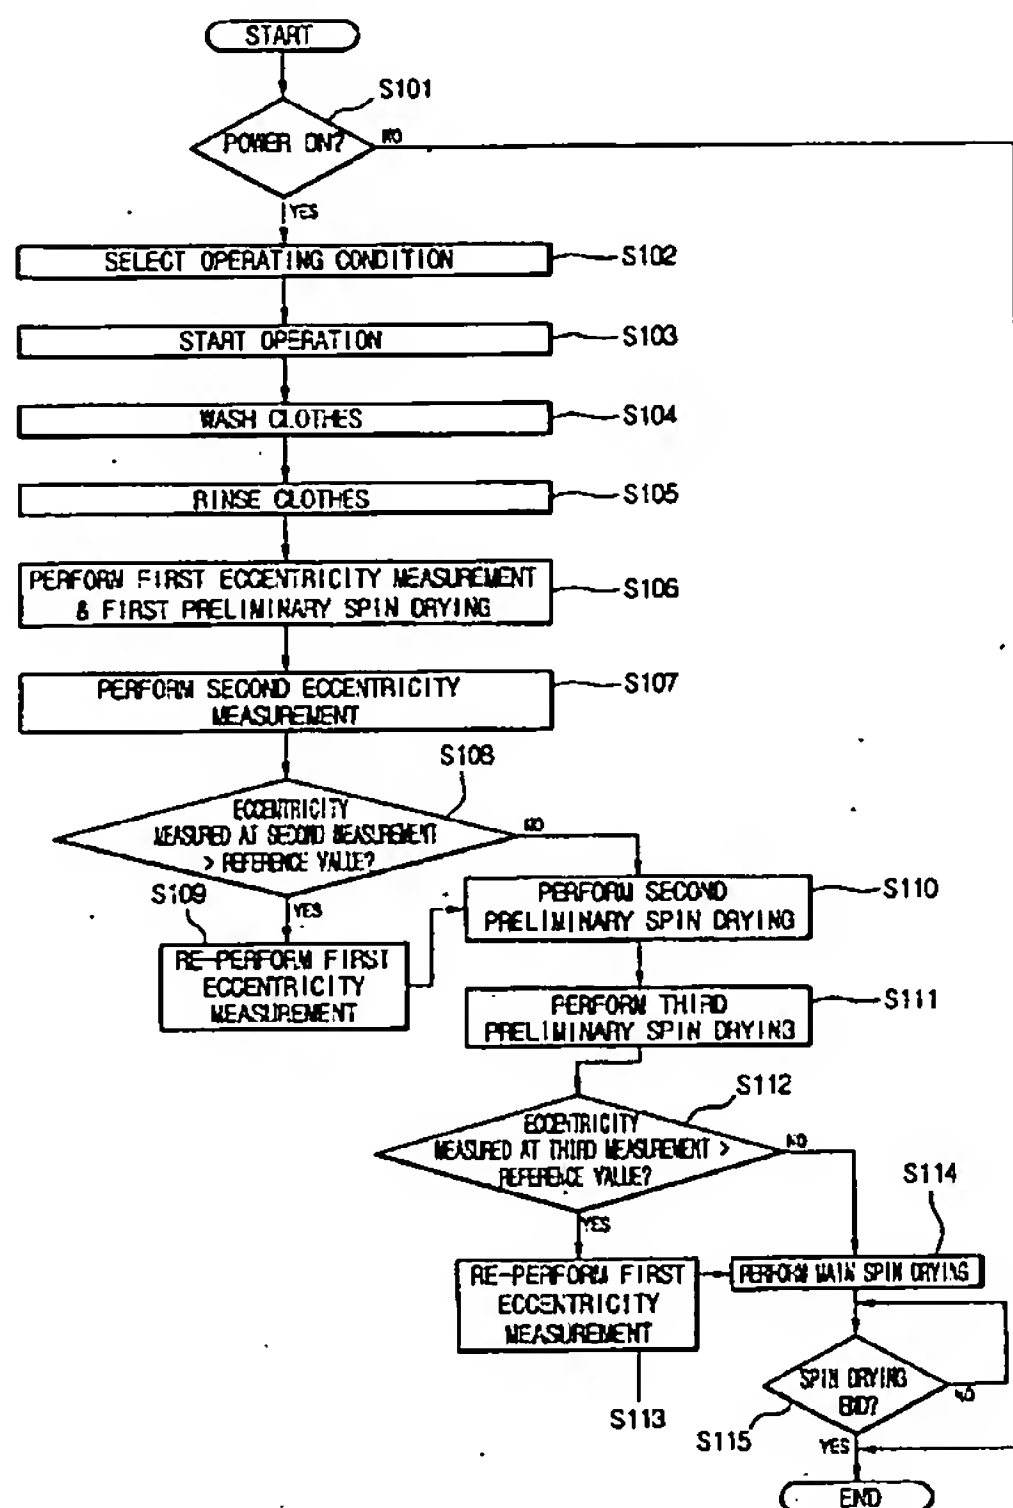 START
S101
POWER ON?
NO
YES
SELECT OPERATING CONDITION
S102
START OPERATION
S103
WASH CLOTHES
S104
RINSE CLOTHES
S105
PERFORM FIRST ECCENTRICITY MEASUREMENT
& FIRST PRELIMINARY SPIN DRYING
S106
PERFORM SECOND ECCENTRICITY
MEASUREMENT
S107
S108
ECCENTRICITY
MEASURED AT SECOND MEASUREMENT
> REFERENCE VALUE?
NO
YES
S109
RE-PERFORM FIRST
ECCENTRICITY
MEASUREMENT
PERFORM SECOND
PRELIMINARY SPIN DRYING
S110
PERFORM THIRD
PRELIMINARY SPIN DRYING
S111
S112
ECCENTRICITY
MEASURED AT THIRD MEASUREMENT >
REFERENCE VALUE?
NO
YES
RE-PERFORM FIRST
ECCENTRICITY
MEASUREMENT
S113
S114
PERFORM MAIN SPIN DRYING
SPIN DRYING
END?
NO
S115
YES
END